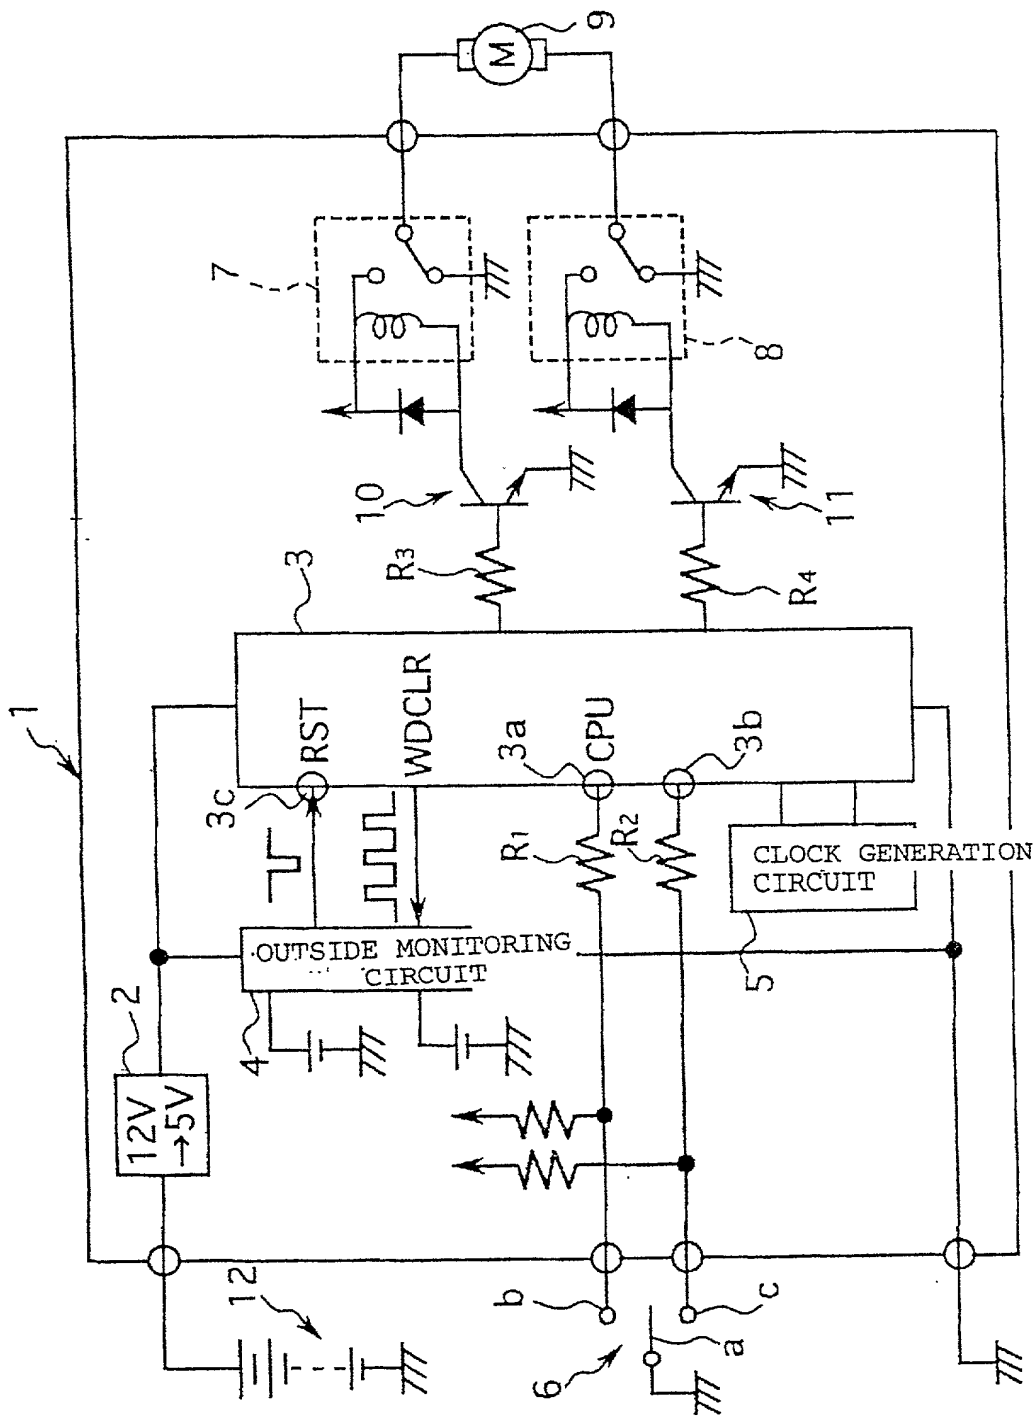 1
12V
→5V
2
3
RST
3c
WDCLR
3a
CPU
3b
OUTSIDE MONITORING
CIRCUIT
4
R1
R2
CLOCK GENERATION
CIRCUIT
5
R3
R4
10
11
7
8
M
9
12
6
a
b
c